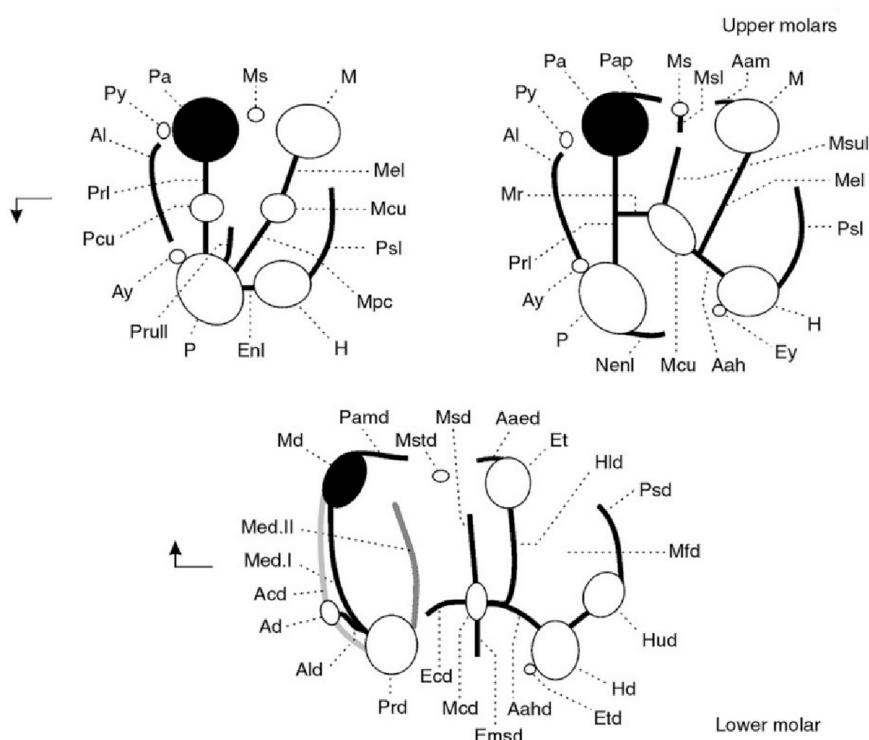 Upper molars
Pa Ms M
Py
Al
Prl
Pcu
Ay
Prull
P Enl H
Mel
Mcu
Psl
Mpc
Pa Pap Ms Msl Aam M
Py
Al
Mr
Prl
Ay
P
Nenl Mcu Aah Ey
Msul
Mel
Psl
H
Md Pamd Mstd Msd Aaed Et
Hld
Psd
Mfd
Med.II
Med.I
Acd
Ad
Ald
Prd
Ecd
Mcd
Emsd
Aahd
Etd
Hd
Hud
Lower molar